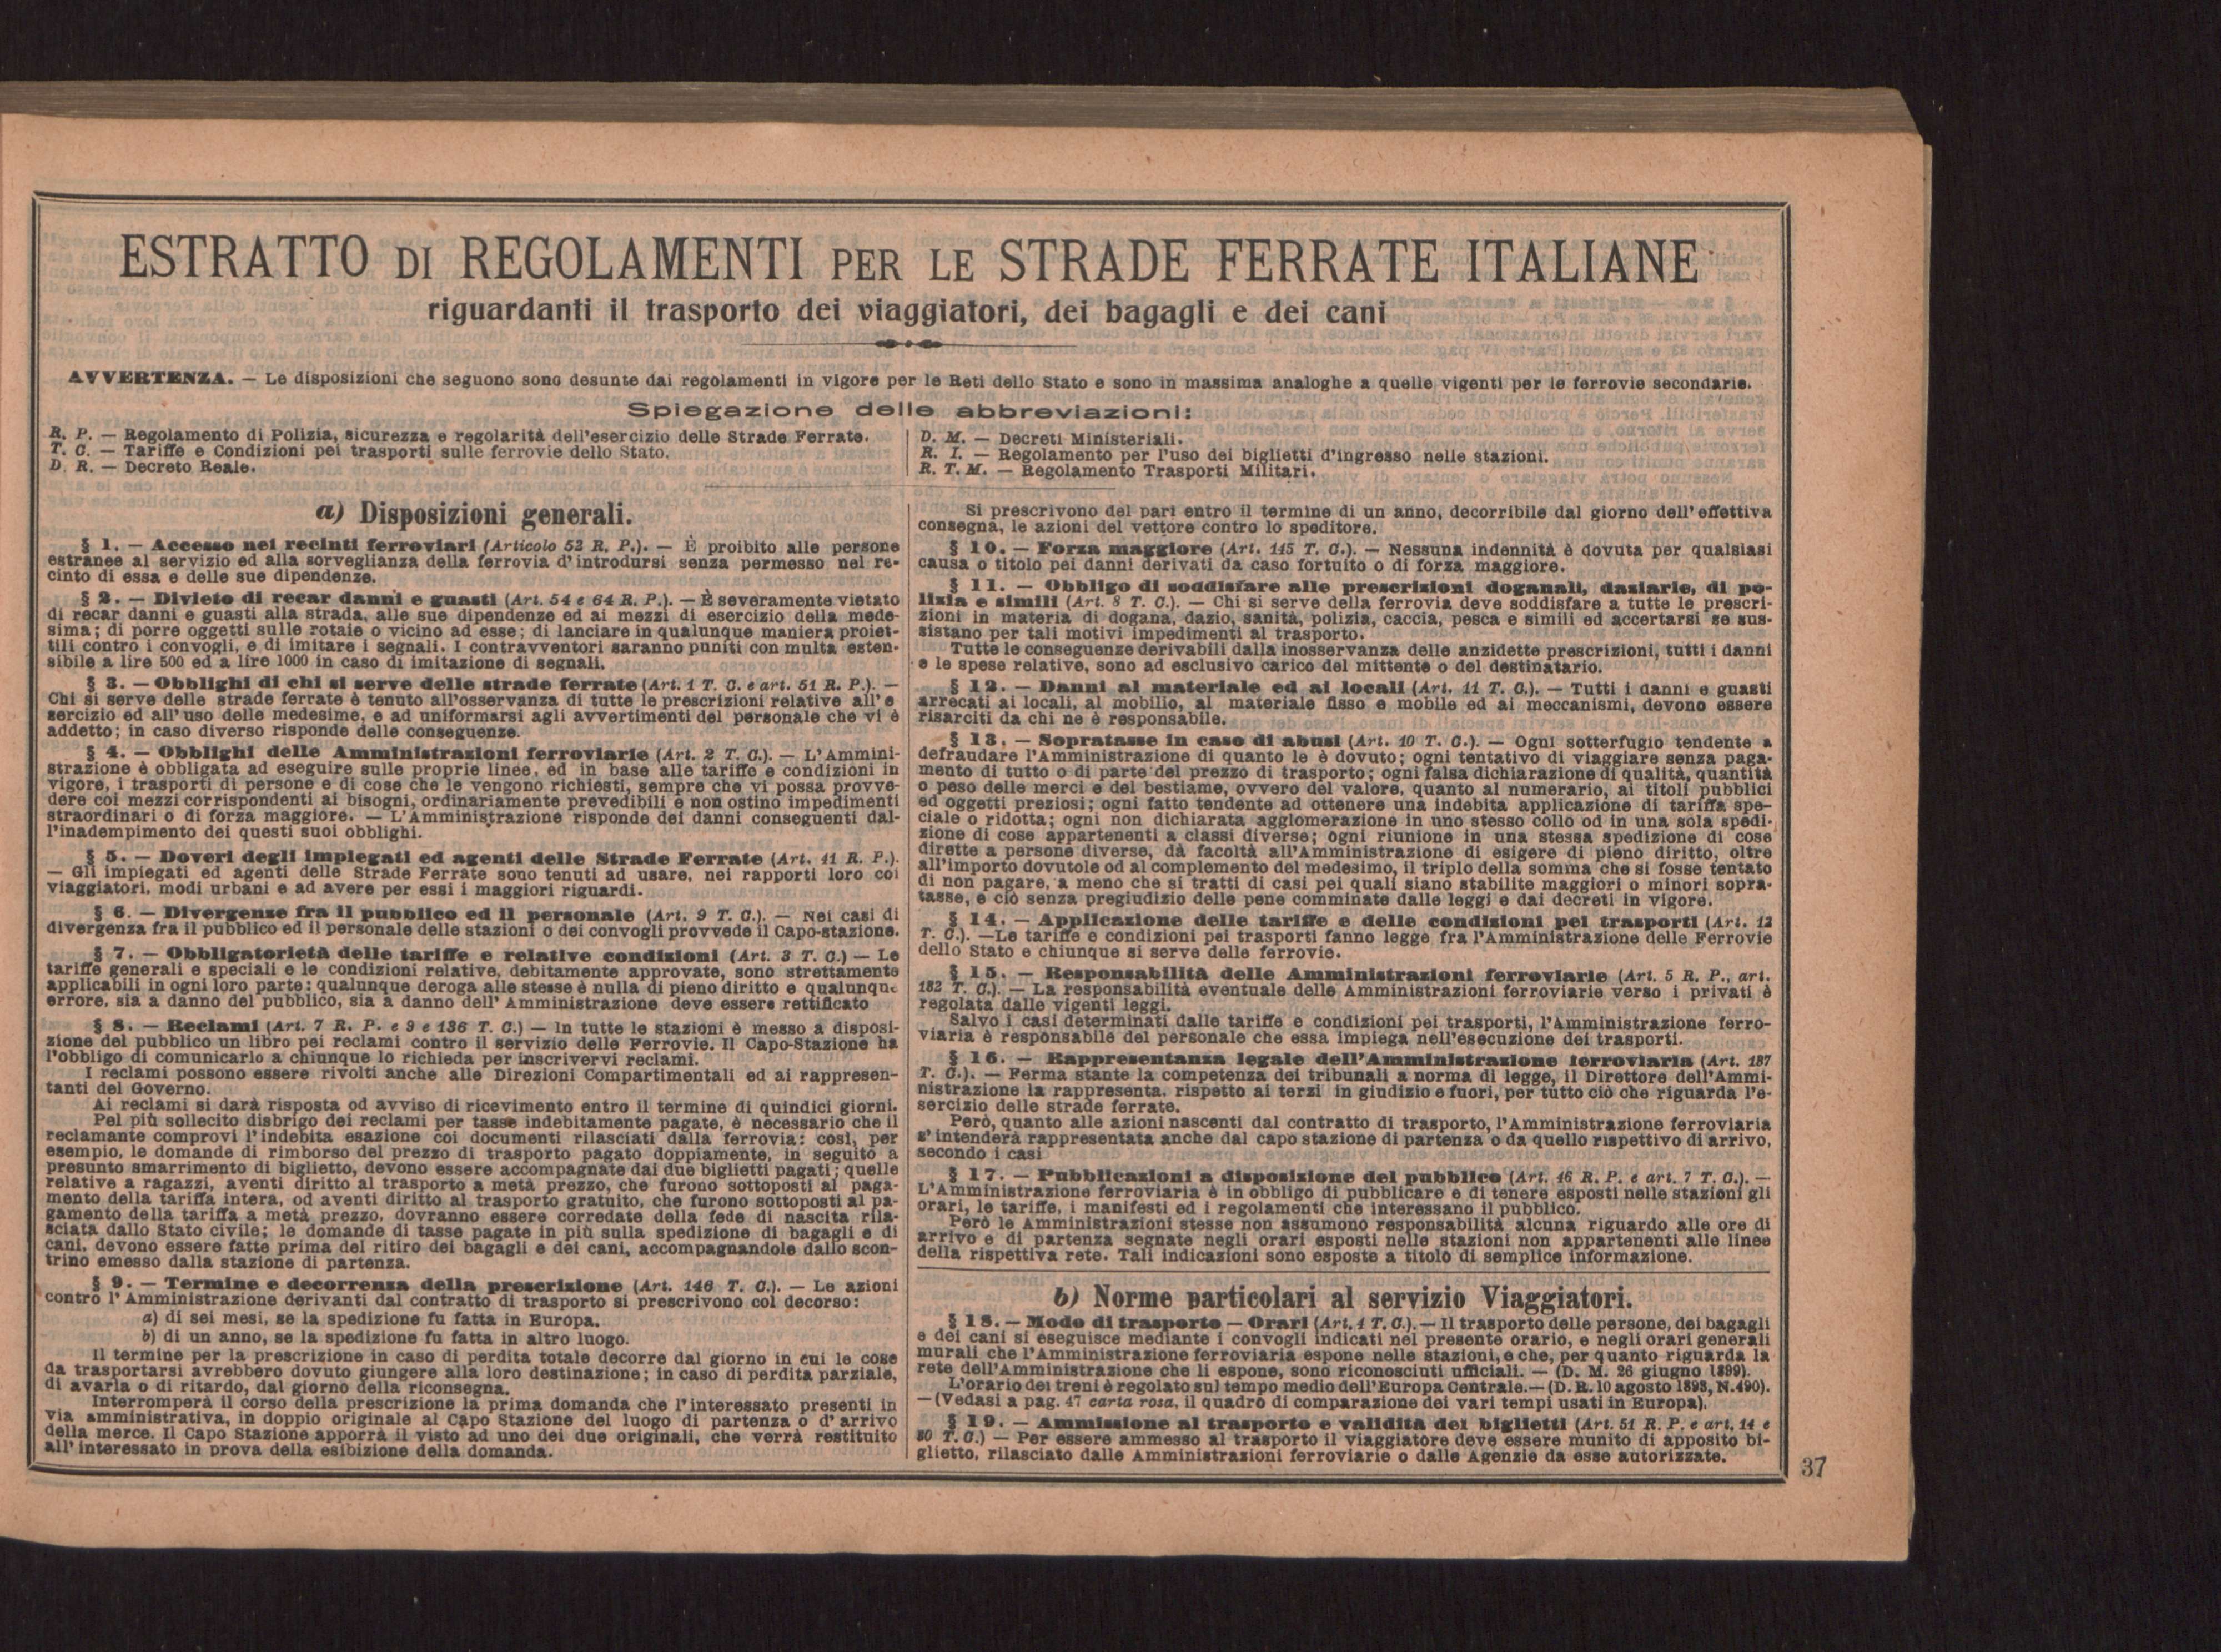 ESTRATTO DI REGOLAMENTI PER LE STRADE FERRATE ITALIANE
riguardanti il trasporto dei viaggiatori, dei bagagli e dei cani
AVVERTENZA. — Le disposizioni che seguono sono desunte dai regolamenti in vigore per le Reti dello Stato e sono in massima analoghe a quelle vigenti per le ferrovie secondarie.
Spiegazione delle abbreviazioni:
R. P. — Regolamento di Polizia, sicurezza e regolarità dell'esercizio delle Strade Ferrate.
T. C. — Tariffe e Condizioni pei trasporti sulle ferrovie dello Stato.
D. R. — Decreto Reale.
D. M. — Decreti Ministeriali.
R. I. — Regolamento per l'uso dei biglietti d'ingresso nelle stazioni.
R. T. M. — Regolamento Trasporti Militari.
a) Disposizioni generali.
§ 1. — Accesso nei recinti ferroviari (Articolo 52 R. P.). — È proibito alle persone
estranee al servizio ed alla sorveglianza della ferrovia d'introdursi senza permesso nel re-
cinto di essa e delle sue dipendenze.
§ 2. — Divieto di recar danni e guasti (Art. 54 e 64 R. P.). — È severamente vietato
di recar danni e guasti alla strada, alle sue dipendenze ed ai mezzi di esercizio della mede-
sima; di porre oggetti sulle rotaie o vicino ad esse; di lanciare in qualunque maniera proiet-
tili contro i convogli, e di imitare i segnali. I contravventori saranno puniti con multa esten-
sibile a lire 500 ed a lire 1000 in caso di imitazione di segnali.
§ 3. — Obblighi di chi si serve delle strade ferrate (Art. 1 T. C. e art. 51 R. P.). —
Chi si serve delle strade ferrate è tenuto all'osservanza di tutte le prescrizioni relative all'e
sercizio ed all'uso delle medesime, e ad uniformarsi agli avvertimenti del personale che vi è
addetto; in caso diverso risponde delle conseguenze.
§ 4. — Obblighi delle Amministrazioni ferroviarie (Art. 2 T. C.). — L'Ammini-
strazione è obbligata ad eseguire sulle proprie linee, ed in base alle tariffe e condizioni in
vigore, i trasporti di persone e di cose che le vengono richiesti, sempre che vi possa provve-
dere coi mezzi corrispondenti ai bisogni, ordinariamente prevedibili e non ostino impedimenti
straordinari o di forza maggiore. — L'Amministrazione risponde dei danni conseguenti dal-
l'inadempimento dei questi suoi obblighi.
§ 5. — Doveri degli impiegati ed agenti delle Strade Ferrate (Art. 11 R. P.).
— Gli impiegati ed agenti delle Strade Ferrate sono tenuti ad usare, nei rapporti loro coi
viaggiatori, modi urbani e ad avere per essi i maggiori riguardi.
§ 6. — Divergenze fra il pubblico ed il personale (Art. 9 T. C.). — Nei casi di
divergenza fra il pubblico ed il personale delle stazioni o dei convogli provvede il Capo-stazione.
§ 7. — Obbligatorietà delle tariffe e relative condizioni (Art. 3 T. C.) — Le
tariffe generali e speciali e le condizioni relative, debitamente approvate, sono strettamente
applicabili in ogni loro parte: qualunque deroga alle stesse è nulla di pieno diritto e qualunque
errore, sia a danno del pubblico, sia a danno dell' Amministrazione deve essere rettificato
§ 8. — Reclami (Art. 7 R. P. e 9 e 136 T. C.) — In tutte le stazioni è messo a disposi-
zione del pubblico un libro pei reclami contro il servizio delle Ferrovie. Il Capo-Stazione ha
l'obbligo di comunicarlo a chiunque lo richieda per inscrivervi reclami.
I reclami possono essere rivolti anche alle Direzioni Compartimentali ed ai rappresen-
tanti del Governo.
Ai reclami si darà risposta od avviso di ricevimento entro il termine di quindici giorni.
Pel più sollecito disbrigo dei reclami per tasse indebitamente pagate, è necessario che il
reclamante comprovi l'indebita esazione coi documenti rilasciati dalla ferrovia: così, per
esempio, le domande di rimborso del prezzo di trasporto pagato doppiamente, in seguito a
presunto smarrimento di biglietto, devono essere accompagnate dai due biglietti pagati; quelle
relative a ragazzi, aventi diritto al trasporto a metà prezzo, che furono sottoposti al paga-
mento della tariffa intera, od aventi diritto al trasporto gratuito, che furono sottoposti al pa-
gamento della tariffa a metà prezzo, dovranno essere corredate della fede di nascita rila-
sciata dallo Stato civile; le domande di tasse pagate in più sulla spedizione di bagagli e di
cani, devono essere fatte prima del ritiro dei bagagli e dei cani, accompagnandole dallo scon-
trino emesso dalla stazione di partenza.
§ 9. — Termine e decorrenza della prescrizione (Art. 146 T. C.). — Le azioni
contro l'Amministrazione derivanti dal contratto di trasporto si prescrivono col decorso:
a) di sei mesi, se la spedizione fu fatta in Europa.
b) di un anno, se la spedizione fu fatta in altro luogo.
Il termine per la prescrizione in caso di perdita totale decorre dal giorno in cui le cose
da trasportarsi avrebbero dovuto giungere alla loro destinazione; in caso di perdita parziale,
di avaria o di ritardo, dal giorno della riconsegna.
Interromperà il corso della prescrizione la prima domanda che l'interessato presenti in
via amministrativa, in doppio originale al Capo Stazione del luogo di partenza o d'arrivo
della merce. Il Capo Stazione apporrà il visto ad uno dei due originali, che verrà restituito
all'interessato in prova della esibizione della domanda.
Si prescrivono del pari entro il termine di un anno, decorribile dal giorno dell'effettiva
consegna, le azioni del vettore contro lo speditore.
§ 10. — Forza maggiore (Art. 145 T. C.). — Nessuna indennità è dovuta per qualsiasi
causa o titolo pei danni derivati da caso fortuito o di forza maggiore.
§ 11. — Obbligo di soddisfare alle prescrizioni doganali, daziarie, di po-
lizia e simili (Art. 8 T. C.). — Chi si serve della ferrovia deve soddisfare a tutte le prescri-
zioni in materia di dogana, dazio, sanità, polizia, caccia, pesca e simili ed accertarsi se sus-
sistano per tali motivi impedimenti al trasporto.
Tutte le conseguenze derivabili dalla inosservanza delle anzidette prescrizioni, tutti i danni
e le spese relative, sono ad esclusivo carico del mittente o del destinatario.
§ 12. — Danni al materiale ed ai locali (Art. 11 T. C.). — Tutti i danni e guasti
arrecati ai locali, al mobilio, al materiale fisso e mobile ed ai meccanismi, devono essere
risarciti da chi ne è responsabile.
§ 13. — Sopratasse in caso di abusi (Art. 10 T. C.). — Ogni sotterfugio tendente a
defraudare l'Amministrazione di quanto le è dovuto; ogni tentativo di viaggiare senza paga-
mento di tutto o di parte del prezzo di trasporto; ogni falsa dichiarazione di qualità, quantità
o peso delle merci e del bestiame, ovvero del valore, quanto al numerario, ai titoli pubblici
ed oggetti preziosi; ogni fatto tendente ad ottenere una indebita applicazione di tariffa spe-
ciale o ridotta; ogni non dichiarata agglomerazione in uno stesso collo od in una sola spedi-
zione di cose appartenenti a classi diverse; ogni riunione in una stessa spedizione di cose
dirette a persone diverse, dà facoltà all'Amministrazione di esigere di pieno diritto, oltre
all'importo dovutole od al complemento del medesimo, il triplo della somma che si fosse tentato
di non pagare, a meno che si tratti di casi pei quali siano stabilite maggiori o minori sopra-
tasse, e ciò senza pregiudizio delle pene comminate dalle leggi e dai decreti in vigore.
§ 14. — Applicazione delle tariffe e delle condizioni pei trasporti (Art. 12
T. C.). —Le tariffe e condizioni pei trasporti fanno legge fra l'Amministrazione delle Ferrovie
dello Stato e chiunque si serve delle ferrovie.
§ 15. — Responsabilità delle Amministrazioni ferroviarie (Art. 5 R. P., art.
132 T. C.). — La responsabilità eventuale delle Amministrazioni ferroviarie verso i privati è
regolata dalle vigenti leggi.
Salvo i casi determinati dalle tariffe e condizioni pei trasporti, l'Amministrazione ferro-
viaria è responsabile del personale che essa impiega nell'esecuzione dei trasporti.
§ 16. — Rappresentanza legale dell'Amministrazione ferroviaria (Art. 137
T. C.). — Ferma stante la competenza dei tribunali a norma di legge, il Direttore dell'Ammi-
nistrazione la rappresenta, rispetto ai terzi in giudizio e fuori, per tutto ciò che riguarda l'e-
sercizio delle strade ferrate.
Però, quanto alle azioni nascenti dal contratto di trasporto, l'Amministrazione ferroviaria
s'intenderà rappresentata anche dal capo stazione di partenza o da quello rispettivo di arrivo,
secondo i casi
§ 17. — Pubblicazioni a disposizione del pubblico (Art. 16 R. P. e art. 7 T. C.). —
L'Amministrazione ferroviaria è in obbligo di pubblicare e di tenere esposti nelle stazioni gli
orari, le tariffe, i manifesti ed i regolamenti che interessano il pubblico.
Però le Amministrazioni stesse non assumono responsabilità alcuna riguardo alle ore di
arrivo e di partenza segnate negli orari esposti nelle stazioni non appartenenti alle linee
della rispettiva rete. Tali indicazioni sono esposte a titolo di semplice informazione.
b) Norme particolari al servizio Viaggiatori.
§ 18. — Modo di trasporto — Orari (Art. 4 T. C.). — Il trasporto delle persone, dei bagagli
e dei cani si eseguisce mediante i convogli indicati nel presente orario, e negli orari generali
murali che l'Amministrazione ferroviaria espone nelle stazioni, e che, per quanto riguarda la
rete dell'Amministrazione che li espone, sono riconosciuti ufficiali. — (D. M. 26 giugno 1899).
L'orario dei treni è regolato sul tempo medio dell'Europa Centrale.— (D. R. 10 agosto 1893, N. 490).
— (Vedasi a pag. 47 carta rosa, il quadro di comparazione dei vari tempi usati in Europa).
§ 19. — Ammissione al trasporto e validità dei biglietti (Art. 51 R. P. e art. 14 e
80 T. C.) — Per essere ammesso al trasporto il viaggiatore deve essere munito di apposito bi-
glietto, rilasciato dalle Amministrazioni ferroviarie o dalle Agenzie da esse autorizzate.
37